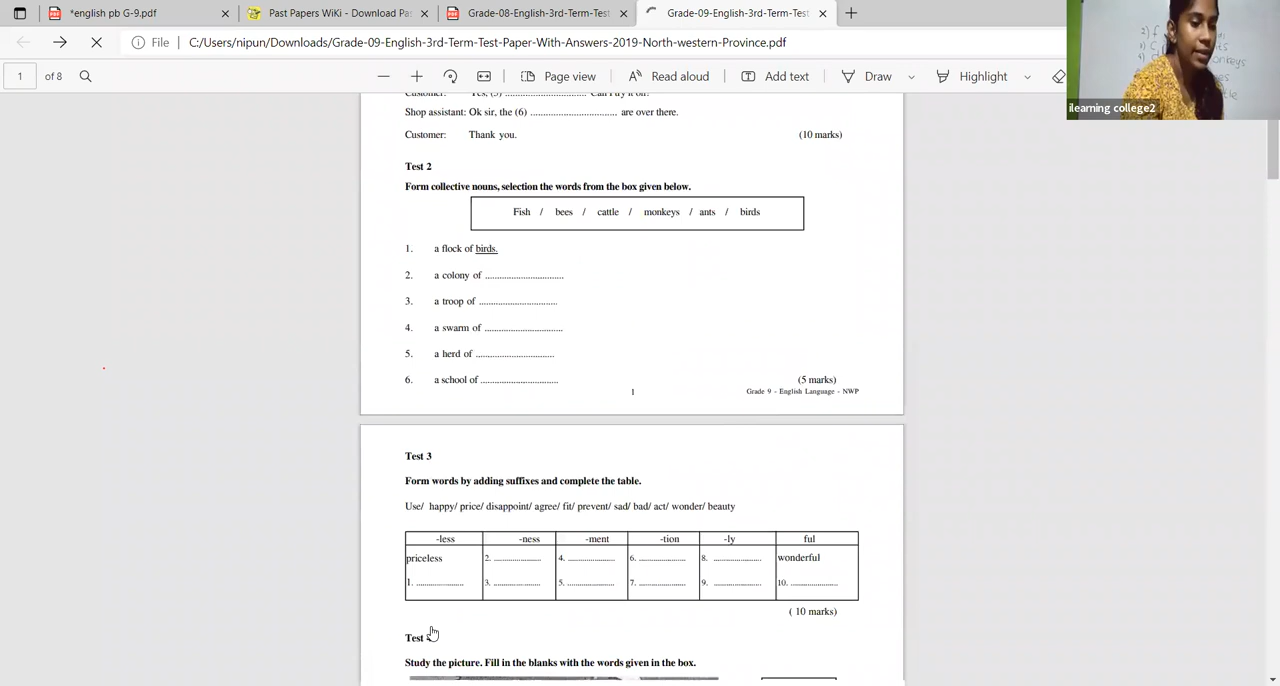 *english pb G-9.pdf
Past Papers WiKi - Download Pa
Grade-08-English-3rd-Term-Test
Grade-09-English-3rd-Term-Test-
File C:/Users/nipun/Downloads/Grade-09-English-3rd-Term-Test-Paper-With-Answers-2019-North-western-Province.pdf
1 of 8 Page view Read aloud Add text Draw Highlight
ilearning college2
Customer: Yes, (5) ................................ Can I try it on?
Shop assistant: Ok sir, the (6) ................................ are over there.
Customer: Thank you. (10 marks)
Test 2
Form collective nouns, selection the words from the box given below.
Fish / bees / cattle / monkeys / ants / birds
1. a flock of birds.
2. a colony of ..............................
3. a troop of ..............................
4. a swarm of ..............................
5. a herd of ..............................
6. a school of .............................. (5 marks)
1 Grade 9 - English Language - NWP
Test 3
Form words by adding suffixes and complete the table.
Use/ happy/ price/ disappoint/ agree/ fit/ prevent/ sad/ bad/ act/ wonder/ beauty
-less -ness -ment -tion -ly ful
priceless 2. .................. 4. .................. 6. .................. 8. .................. wonderful
1. .................. 3. .................. 5. .................. 7. .................. 9. .................. 10. ..................
( 10 marks)
Test
Study the picture. Fill in the blanks with the words given in the box.